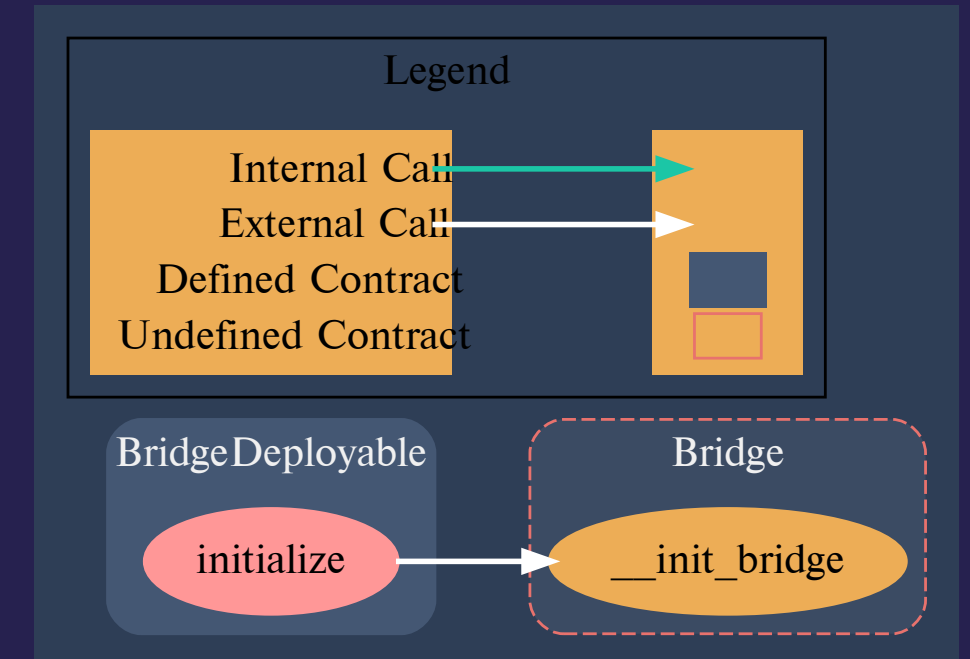 Legend
Internal Call
External Call
Defined Contract
Undefined Contract
BridgeDeployable
Bridge
initialize
__init_bridge